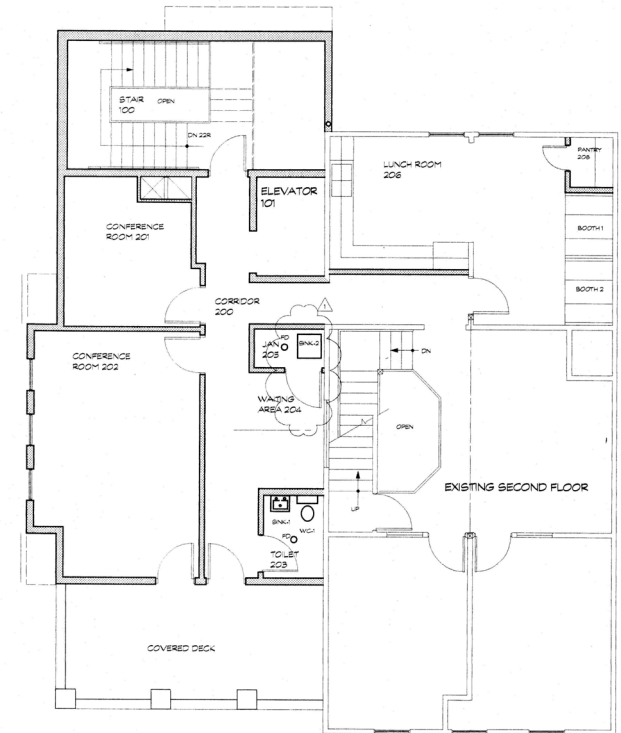 STAIR
100
OPEN
DN 22R
ELEVATOR
101
LUNCH ROOM
206
PANTRY
208
BOOTH 1
BOOTH 2
CONFERENCE
ROOM 201
CORRIDOR
200
1
CONFERENCE
ROOM 202
JAN
203
FD
SINK-2
DN
WAITING
AREA 204
OPEN
EXISTING SECOND FLOOR
UP
SINK-1
WC-1
FD
TOILET
203
COVERED DECK